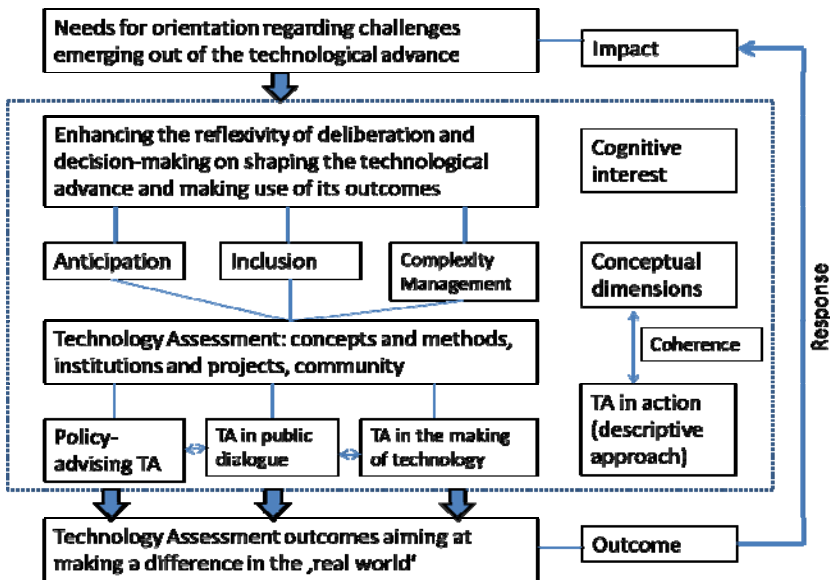 Needs for orientation regarding challenges
emerging out of the technological advance
Impact
Enhancing the reflexivity of deliberation and
decision-making on shaping the technological
advance and making use of its outcomes
Cognitive
interest
Anticipation
Inclusion
Complexity
Management
Conceptual
dimensions
Technology Assessment: concepts and methods,
institutions and projects, community
Coherence
Response
Policy-
advising TA
TA in public
dialogue
TA in the making
of technology
TA in action
(descriptive
approach)
Technology Assessment outcomes aiming at
making a difference in the ‚real world‘
Outcome